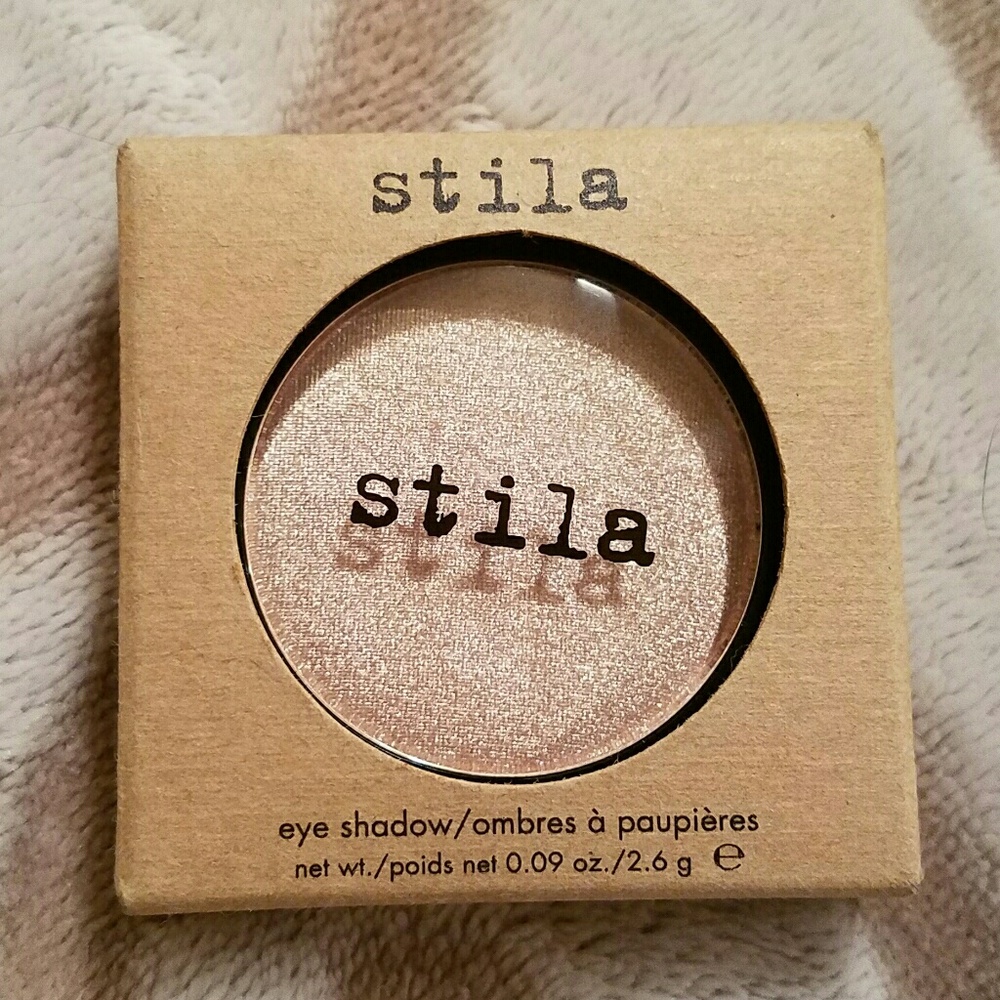 stila
stila
eye shadow/ombres à paupières
net wt./poids net 0.09 oz./2.6 g ℮